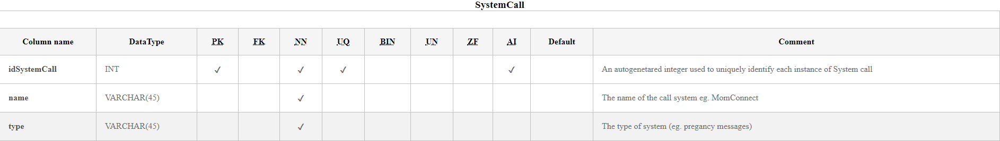 SystemCall
Column name DataType PK FK NN UQ BIN UN ZF AI Default Comment
idSystemCall INT ✓ ✓ ✓ ✓ An autogenetared integer used to uniquely identify each instance of System call
name VARCHAR(45) ✓ The name of the call system eg. MomConnect
type VARCHAR(45) ✓ The type of system (eg. pregancy messages)